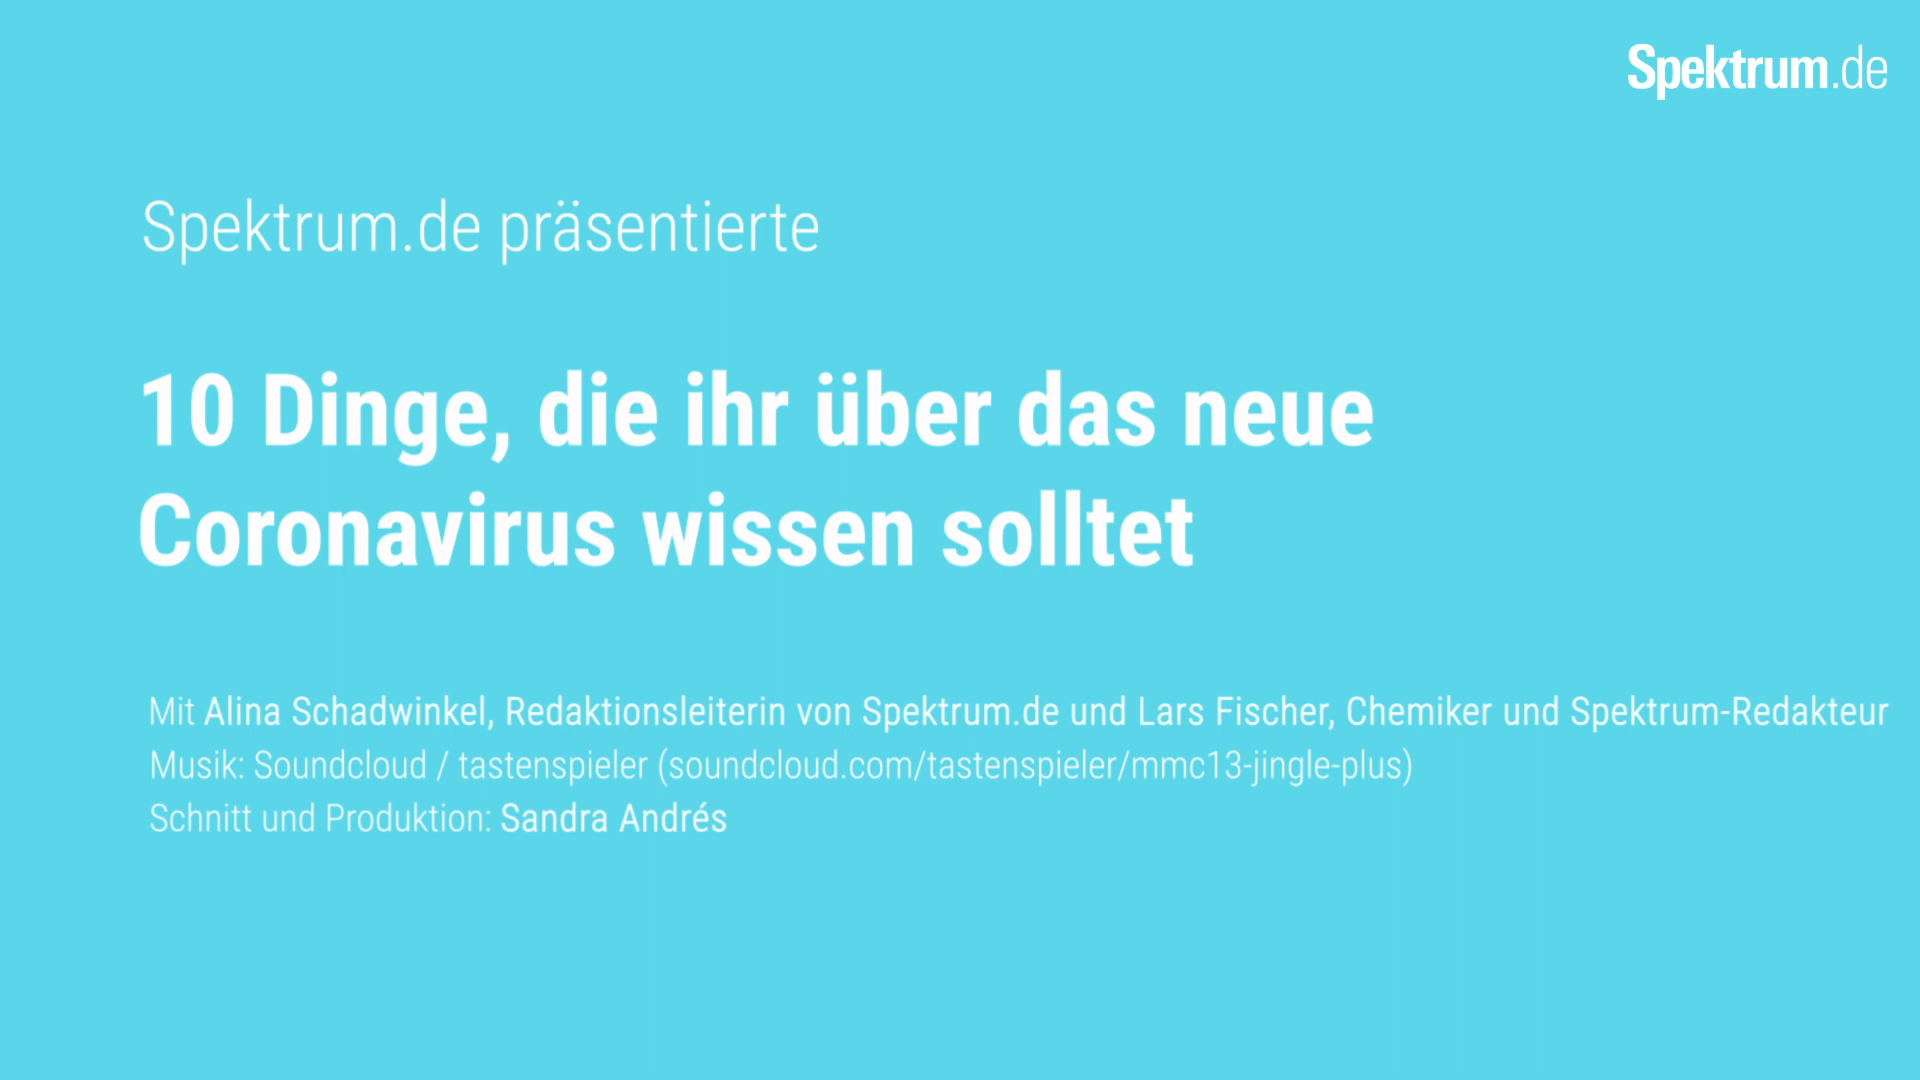 Spektrum.de
Spektrum.de präsentierte
10 Dinge, die ihr über das neue
Coronavirus wissen solltet
Mit Alina Schadwinkel, Redaktionsleiterin von Spektrum.de und Lars Fischer, Chemiker und Spektrum-Redakteur
Musik: Soundcloud / tastenspieler (soundcloud.com/tastenspieler/mmc13-jingle-plus)
Schnitt und Produktion: Sandra Andrés